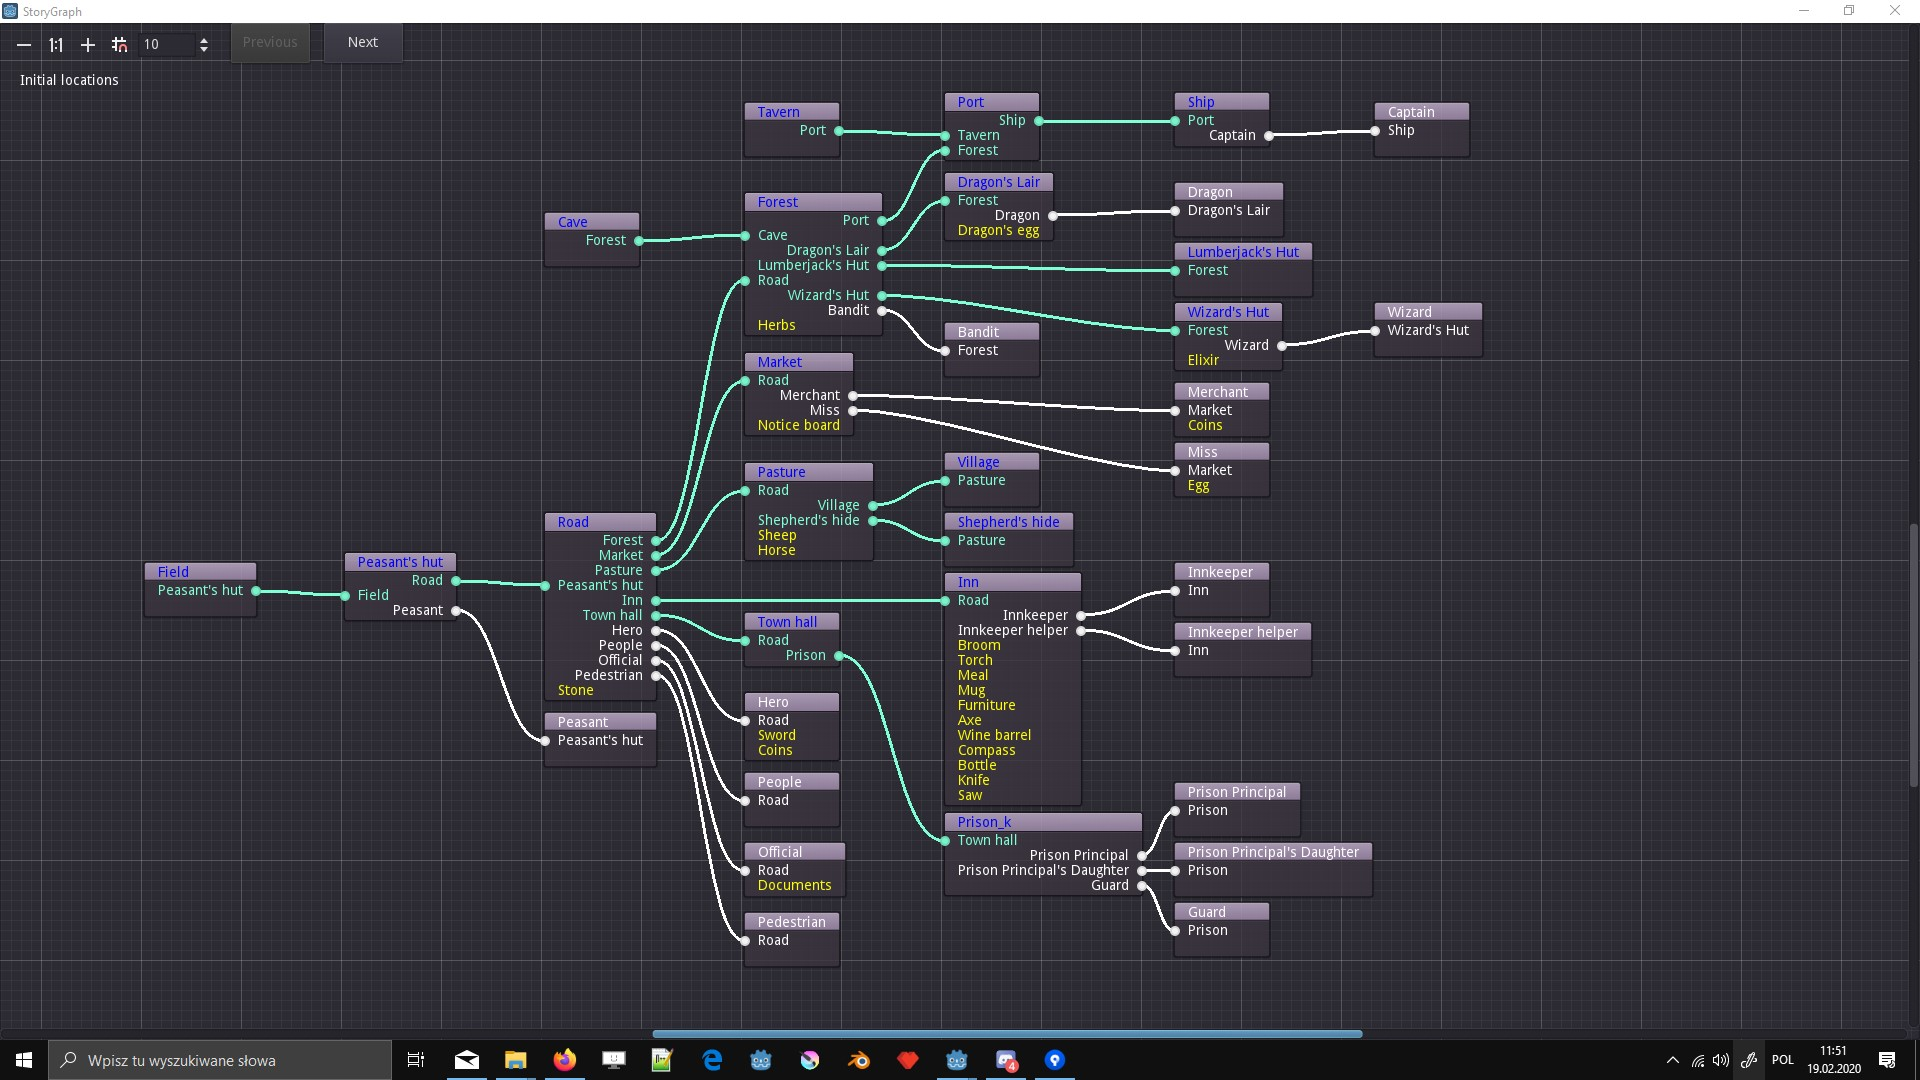 StoryGraph
1:1
10
Previous
Next
Initial locations
Tavern
Port
Port
Ship
Tavern
Forest
Ship
Port
Captain
Captain
Ship
Cave
Forest
Forest
Port
Cave
Dragon's Lair
Lumberjack's Hut
Road
Wizard's Hut
Bandit
Herbs
Dragon's Lair
Forest
Dragon
Dragon's egg
Dragon
Dragon's Lair
Lumberjack's Hut
Forest
Bandit
Forest
Wizard's Hut
Forest
Wizard
Elixir
Wizard
Wizard's Hut
Market
Road
Merchant
Miss
Notice board
Merchant
Market
Coins
Miss
Market
Egg
Pasture
Road
Village
Shepherd's hide
Sheep
Horse
Village
Pasture
Shepherd's hide
Pasture
Field
Peasant's hut
Peasant's hut
Road
Field
Peasant
Road
Forest
Market
Pasture
Peasant's hut
Inn
Town hall
Hero
People
Official
Pedestrian
Stone
Peasant
Peasant's hut
Town hall
Road
Prison
Hero
Road
Sword
Coins
People
Road
Official
Road
Documents
Pedestrian
Road
Inn
Road
Innkeeper
Innkeeper helper
Broom
Torch
Meal
Mug
Furniture
Axe
Wine barrel
Compass
Bottle
Knife
Saw
Innkeeper
Inn
Innkeeper helper
Inn
Prison_k
Town hall
Prison Principal
Prison Principal's Daughter
Guard
Prison Principal
Prison
Prison Principal's Daughter
Prison
Guard
Prison
Wpisz tu wyszukiwane słowa
4
POL
11:51
19.02.2020